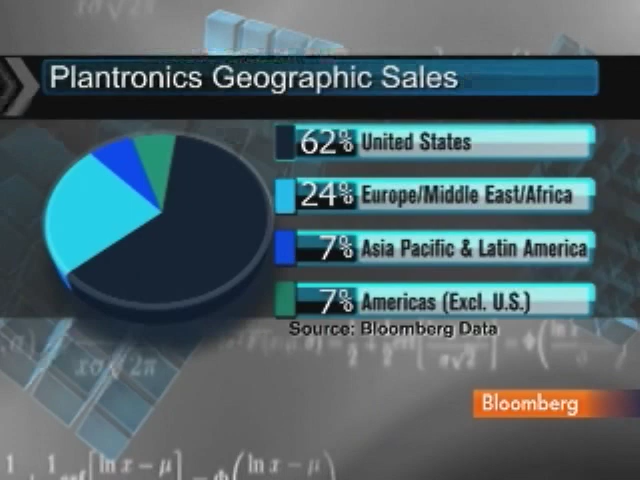 Plantronics Geographic Sales
62% United States
24% Europe/Middle East/Africa
7% Asia Pacific & Latin America
7% Americas (Excl. U.S.)
Source: Bloomberg Data
Bloomberg